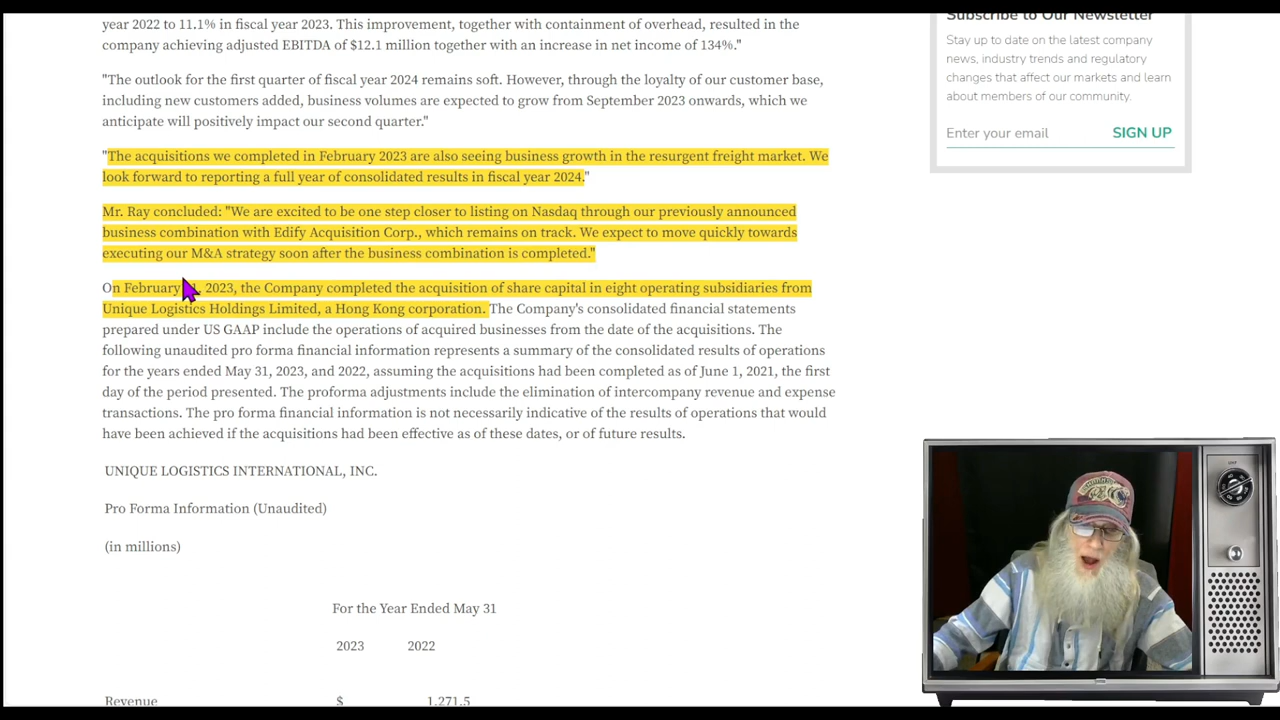 year 2022 to 11.1% in fiscal year 2023. This improvement, together with containment of overhead, resulted in the
company achieving adjusted EBITDA of $12.1 million together with an increase in net income of 134%."
"The outlook for the first quarter of fiscal year 2024 remains soft. However, through the loyalty of our customer base,
including new customers added, business volumes are expected to grow from September 2023 onwards, which we
anticipate will positively impact our second quarter."
"The acquisitions we completed in February 2023 are also seeing business growth in the resurgent freight market. We
look forward to reporting a full year of consolidated results in fiscal year 2024."
Mr. Ray concluded: "We are excited to be one step closer to listing on Nasdaq through our previously announced
business combination with Edify Acquisition Corp., which remains on track. We expect to move quickly towards
executing our M&A strategy soon after the business combination is completed."
On February 2023, the Company completed the acquisition of share capital in eight operating subsidiaries from
Unique Logistics Holdings Limited, a Hong Kong corporation. The Company's consolidated financial statements
prepared under US GAAP include the operations of acquired businesses from the date of the acquisitions. The
following unaudited pro forma financial information represents a summary of the consolidated results of operations
for the years ended May 31, 2023, and 2022, assuming the acquisitions had been completed as of June 1, 2021, the first
day of the period presented. The proforma adjustments include the elimination of intercompany revenue and expense
transactions. The pro forma financial information is not necessarily indicative of the results of operations that would
have been achieved if the acquisitions had been effective as of these dates, or of future results.
UNIQUE LOGISTICS INTERNATIONAL, INC.
Pro Forma Information (Unaudited)
(in millions)
For the Year Ended May 31
2023 2022
Revenue $ 1,271.5
Subscribe to Our Newsletter
Stay up to date on the latest company
news, industry trends and regulatory
changes that affect our markets and learn
about members of our community.
Enter your email SIGN UP